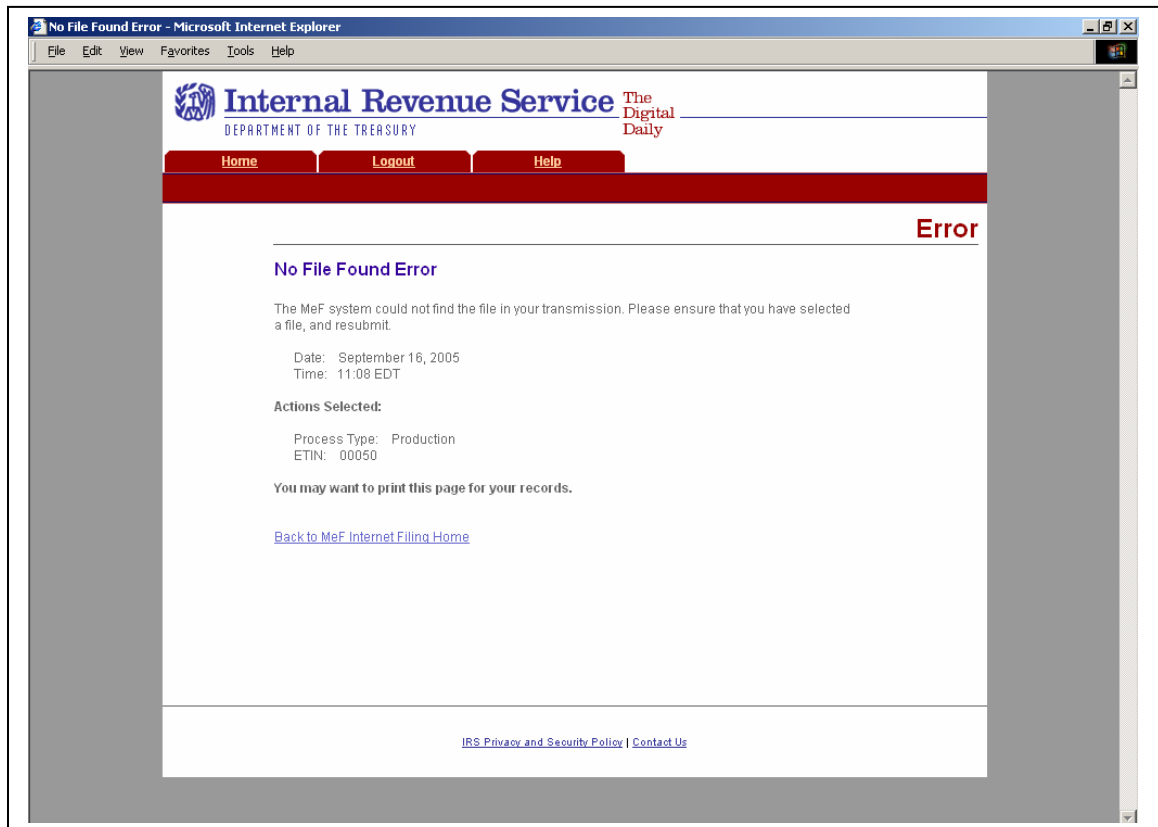 No File Found Error - Microsoft Internet Explorer
File Edit View Favorites Tools Help
Internal Revenue Service
DEPARTMENT OF THE TREASURY
The
Digital
Daily
Home Logout Help
Error
No File Found Error
The MeF system could not find the file in your transmission. Please ensure that you have selected
a file, and resubmit.
Date: September 16, 2005
Time: 11:08 EDT
Actions Selected:
Process Type: Production
ETIN: 00050
You may want to print this page for your records.
Back to MeF Internet Filing Home
IRS Privacy and Security Policy | Contact Us